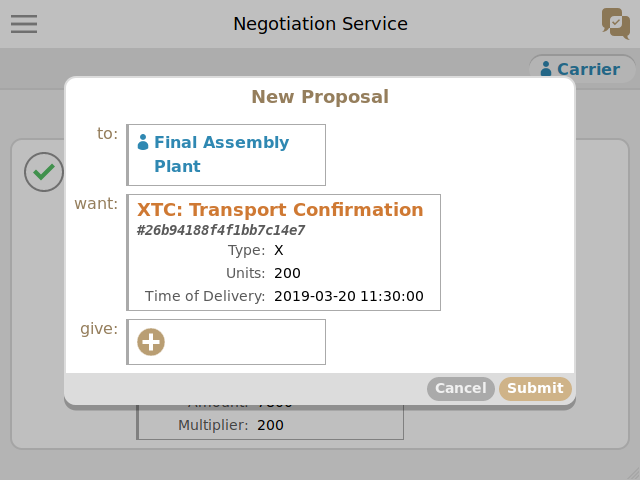 Negotiation Service
Carrier
New Proposal
to:
Final Assembly
Plant
want:
XTC: Transport Confirmation
#26b94188f4f1bb7c14e7
Type: X
Units: 200
Time of Delivery: 2019-03-20 11:30:00
give:
Cancel
Submit
Multiplier: 200